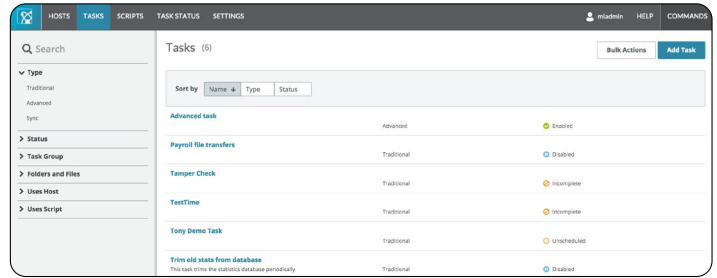 HOSTS TASKS SCRIPTS TASK STATUS SETTINGS mladmin HELP COMMANDS
Search
Type
Traditional
Advanced
Sync
Status
Task Group
Folders and Files
Uses Host
Uses Script
Tasks (6)
Bulk Actions Add Task
Sort by Name Type Status
Advanced task
Advanced Enabled
Payroll file transfers
Traditional Disabled
Tamper Check
Traditional Incomplete
TestTime
Traditional Incomplete
Tony Demo Task
Traditional Unscheduled
Trim old stats from database
This task trims the statistics database periodically Traditional Disabled